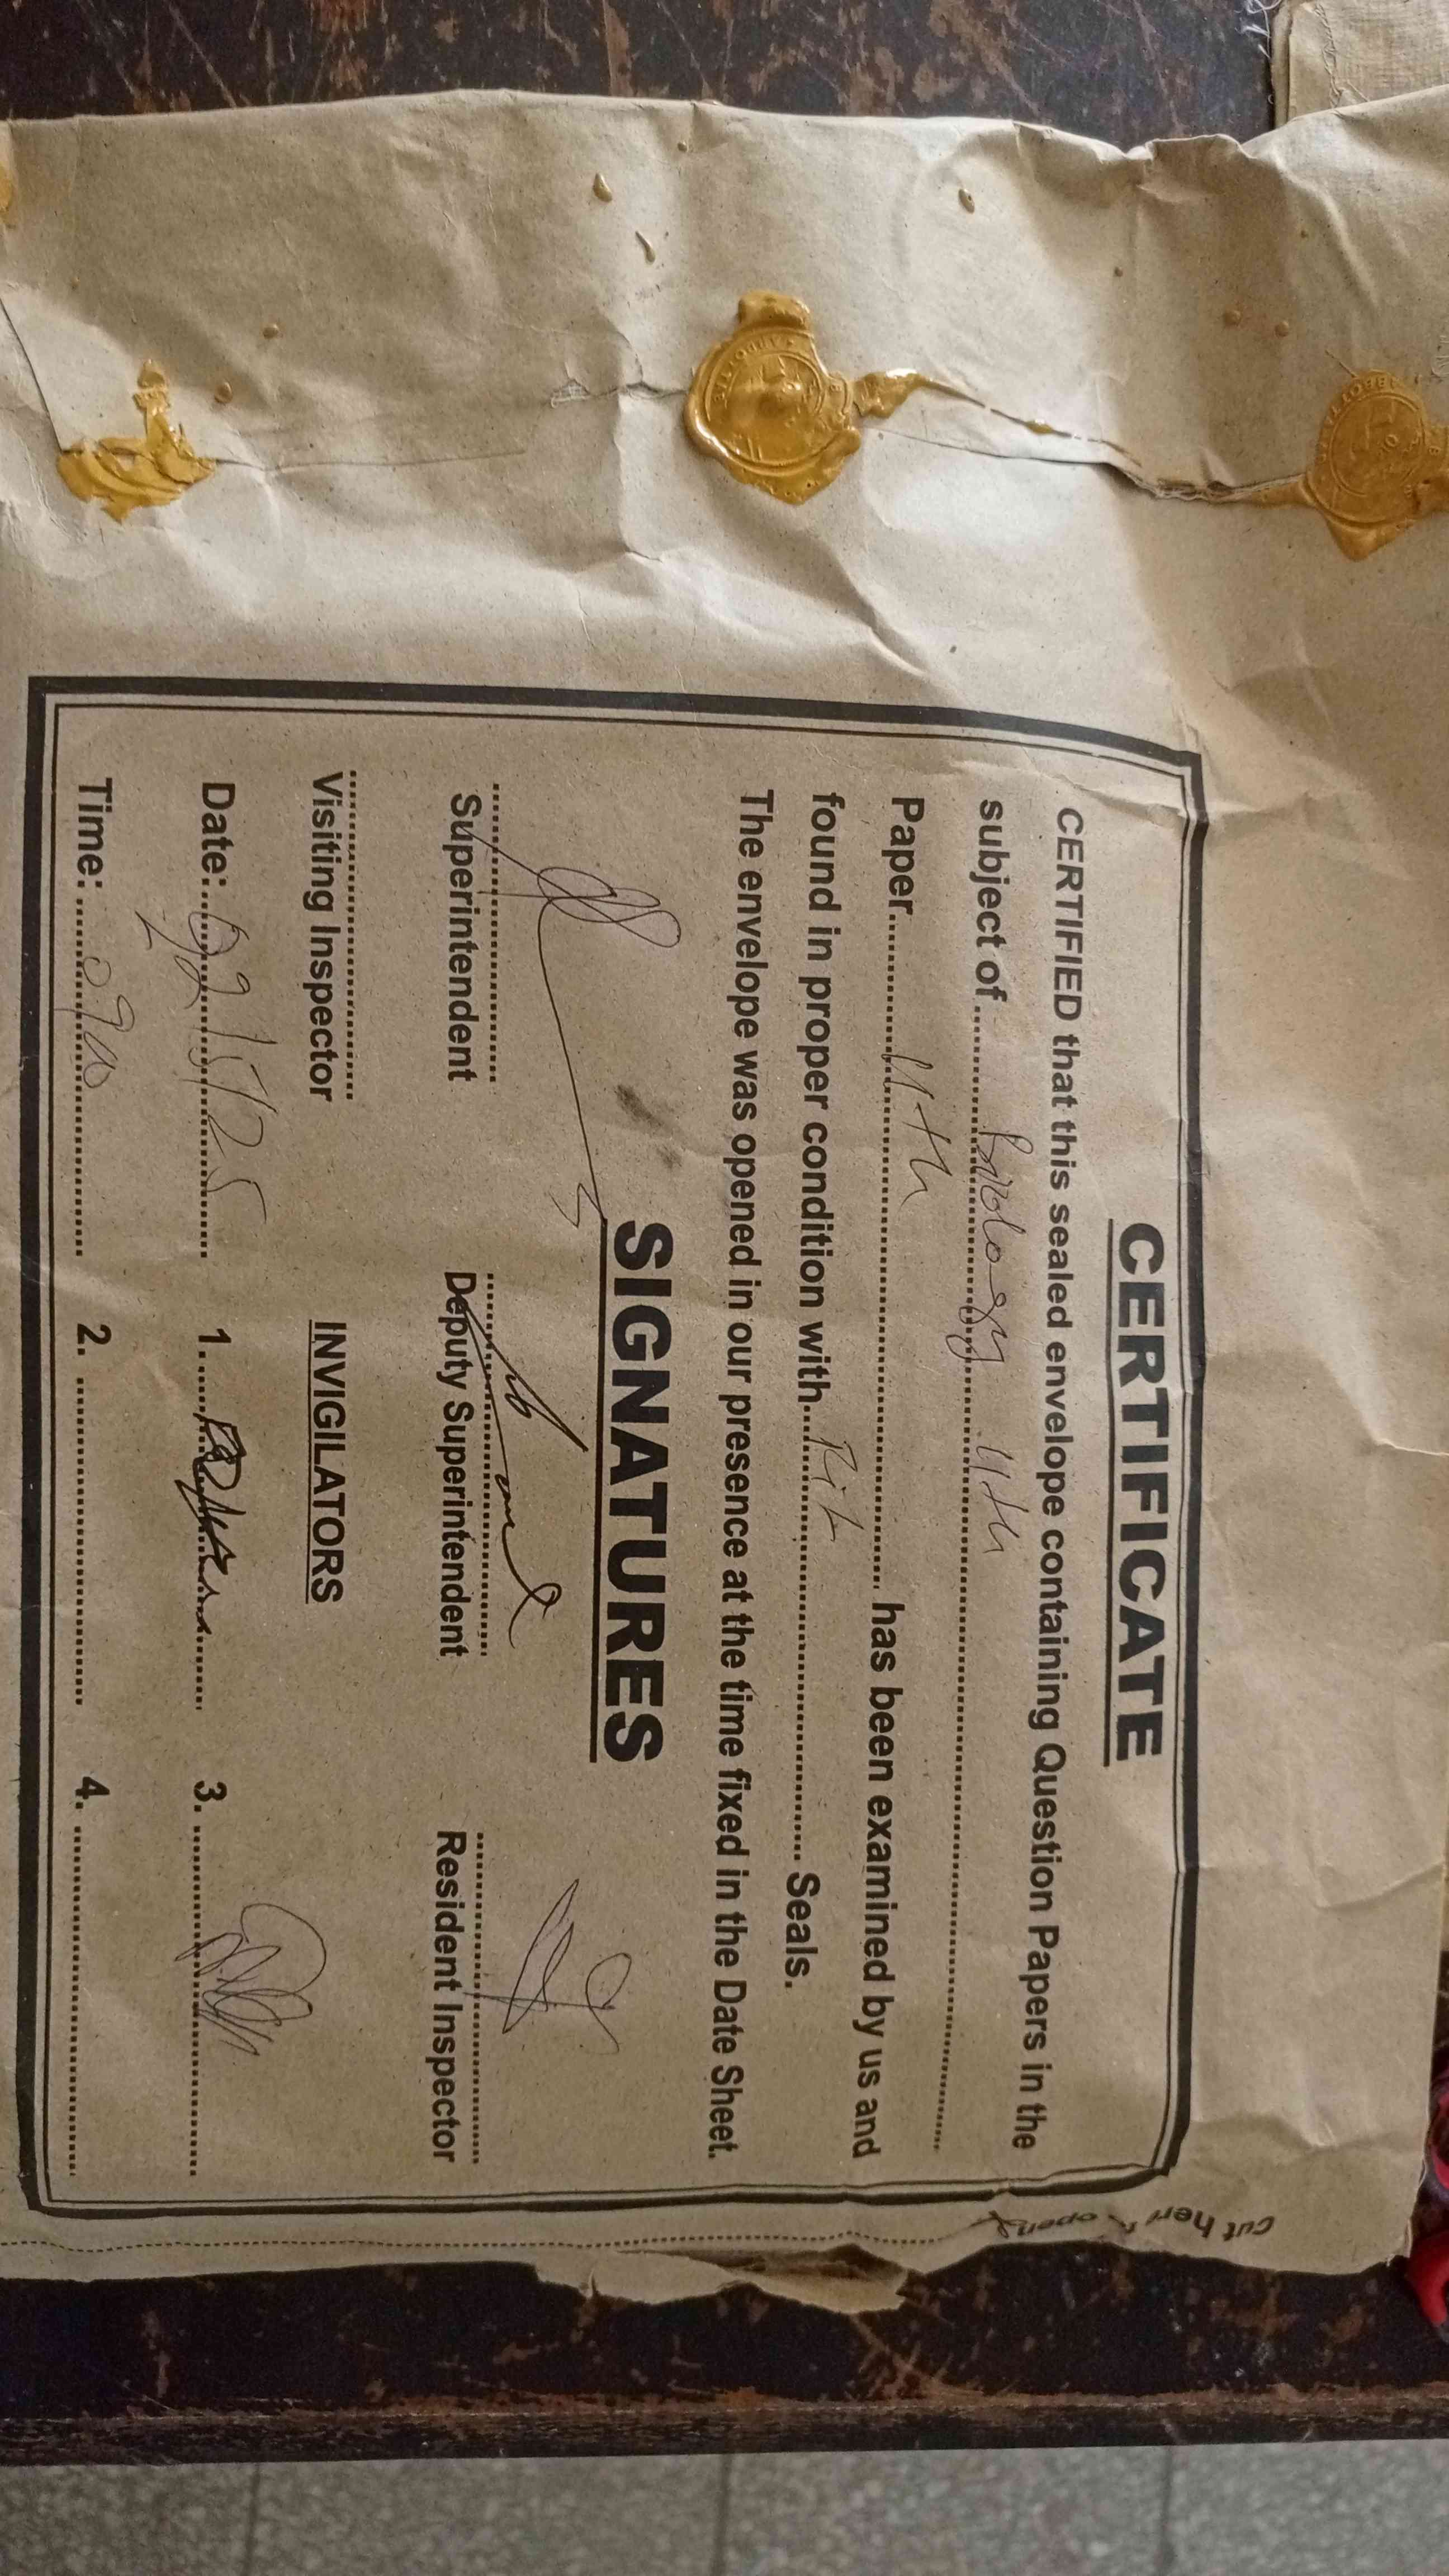 CERTIFICATE
CERTIFIED that this sealed envelope containing Question Papers in the
subject of Biology 11th
Paper 11th has been examined by us and
found in proper condition with Seals.
The envelope was opened in our presence at the time fixed in the Date Sheet.
SIGNATURES
Superintendent Deputy Superintendent Resident Inspector
Visiting Inspector INVIGILATORS
Date: 1. 3.
Time: 2. 4.
cut here open